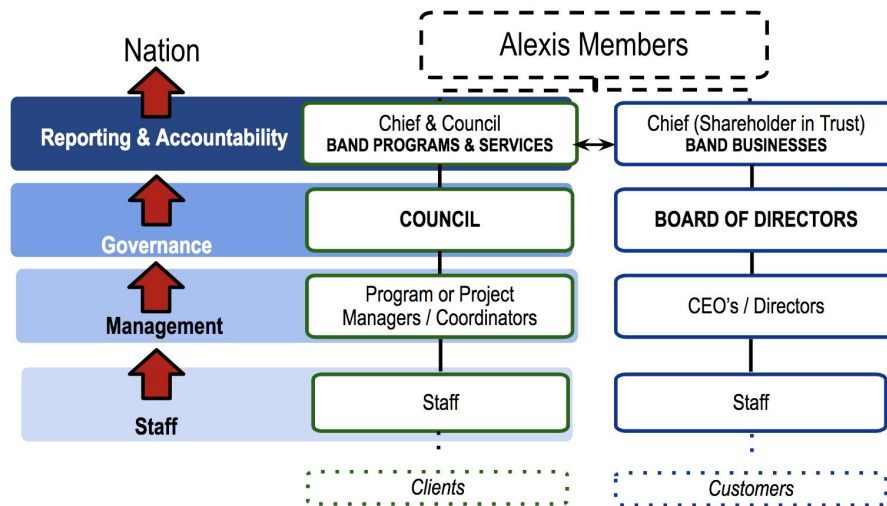 Nation
Alexis Members
Reporting & Accountability
Chief & Council
BAND PROGRAMS & SERVICES
Chief (Shareholder in Trust)
BAND BUSINESSES
Governance
COUNCIL
BOARD OF DIRECTORS
Management
Program or Project
Managers / Coordinators
CEO's / Directors
Staff
Staff
Staff
Clients
Customers